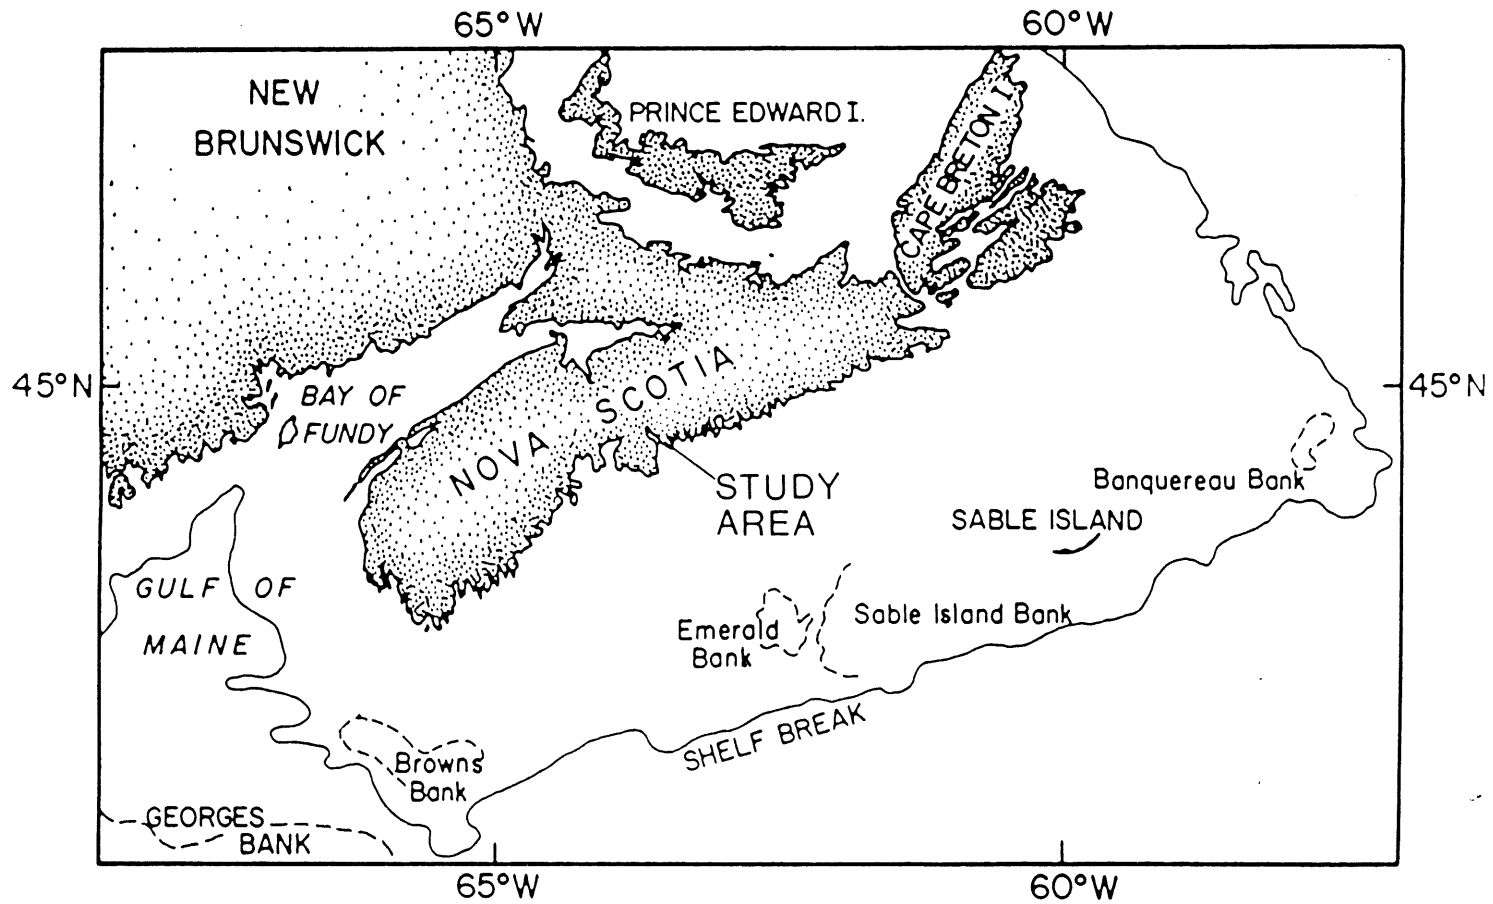 65°W
60°W
NEW
BRUNSWICK
PRINCE EDWARD I.
CAPE BRETON I.
45°N
45°N
BAY OF
FUNDY
NOVA SCOTIA
STUDY
AREA
Banquereau Bank
SABLE ISLAND
GULF OF
MAINE
Emerald
Bank
Sable Island Bank
SHELF BREAK
Browns
Bank
GEORGES
BANK
65°W
60°W